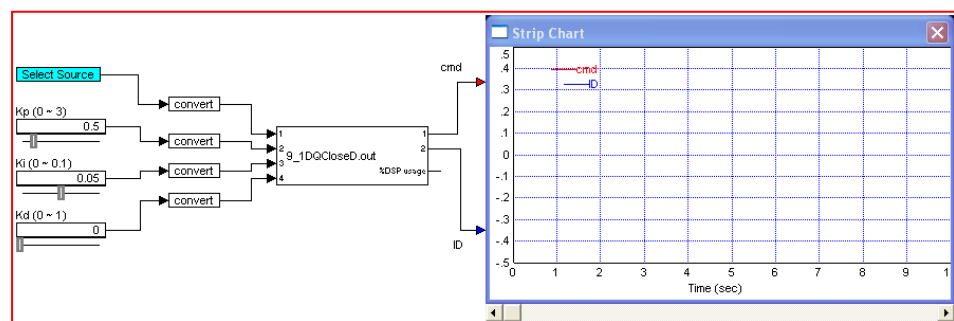 Select Source
Kp (0 ~ 3)
0.5
Ki (0 ~ 0.1)
0.05
Kd (0 ~ 1)
0
convert
convert
convert
convert
1
2
3
4
9_1DQCloseD.out
1
2
%DSP usage
cmd
ID
Strip Chart
cmd
ID
.5
.4
.3
.2
.1
0
-.1
-.2
-.3
-.4
-.5
0 1 2 3 4 5 6 7 8 9 1
Time (sec)